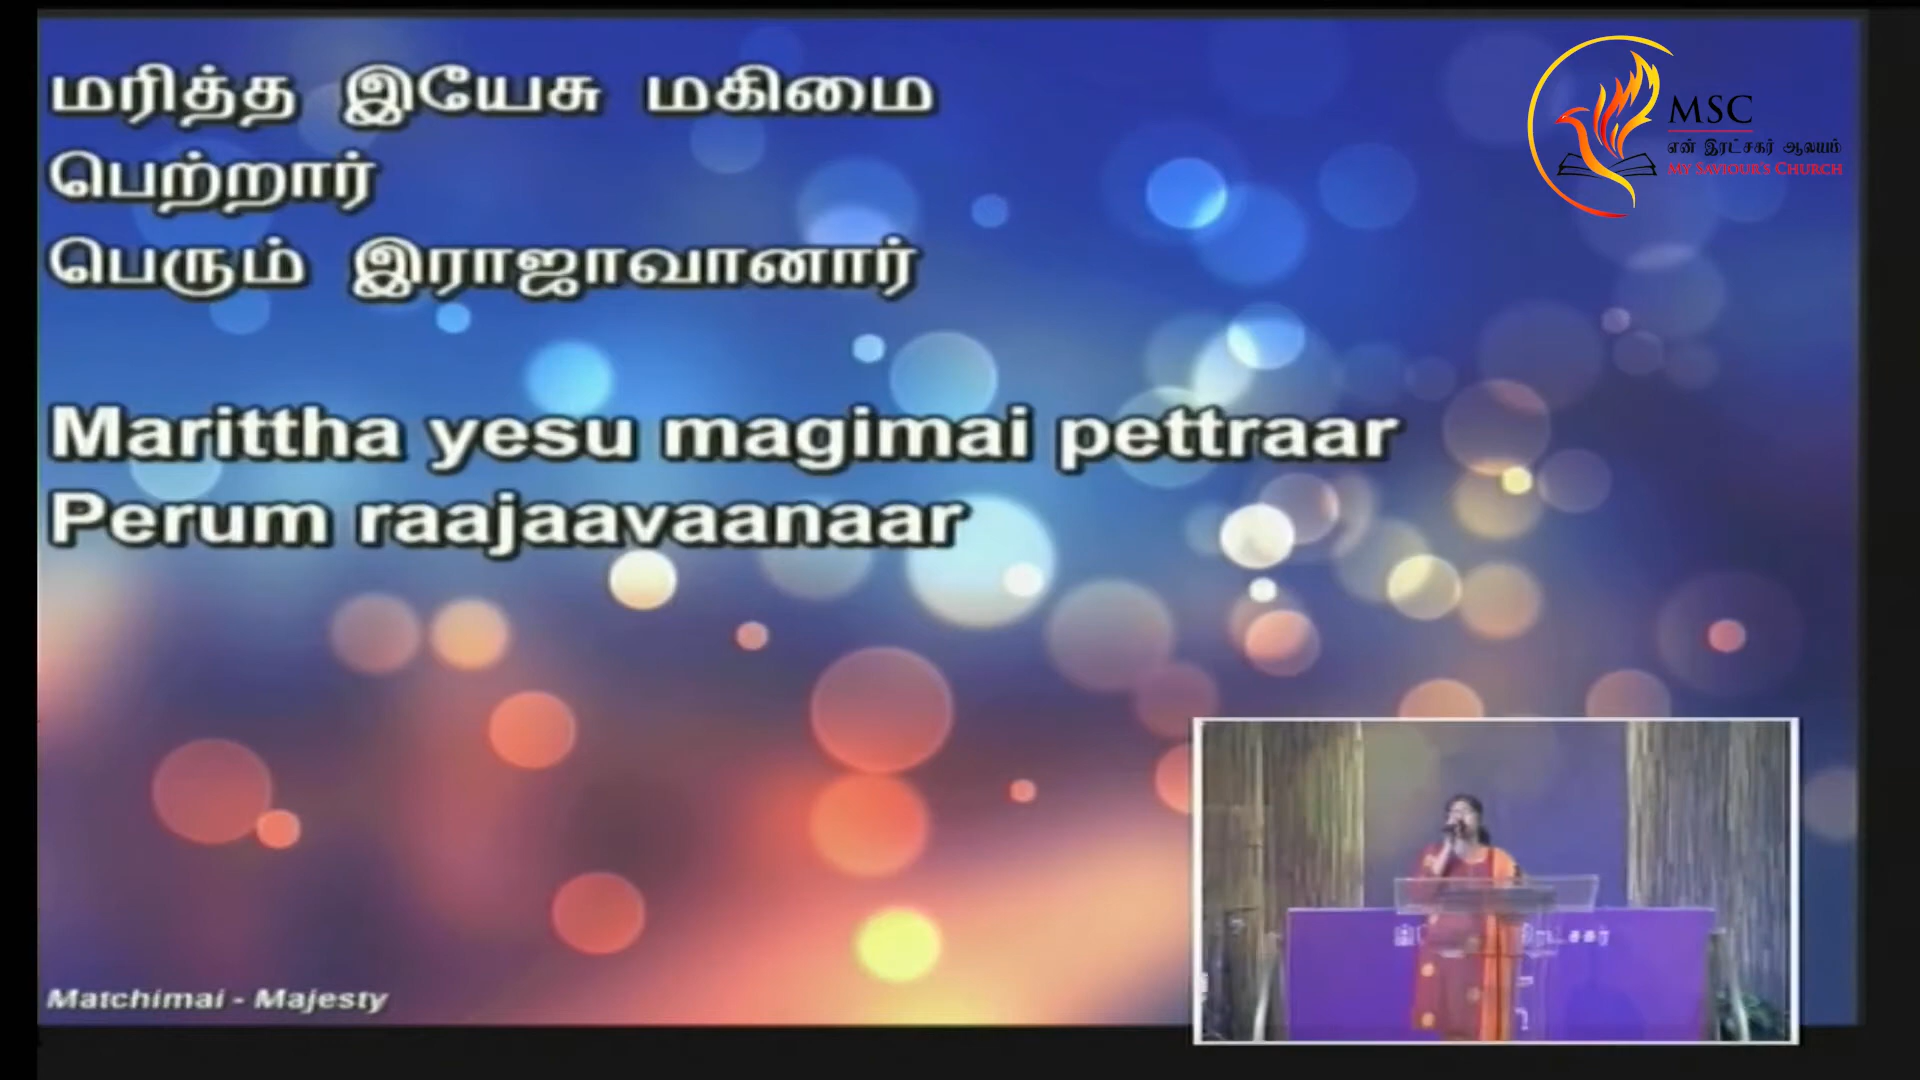 மரித்த இயேசு மகிமை
பெற்றார்
பெரும் இராஜாவானார்
Marittha yesu magimai pettraar
Perum raajaavaanaar
Matchimai - Majesty
MSC
என் இரட்சகர் ஆலயம்
MY SAVIOUR'S CHURCH